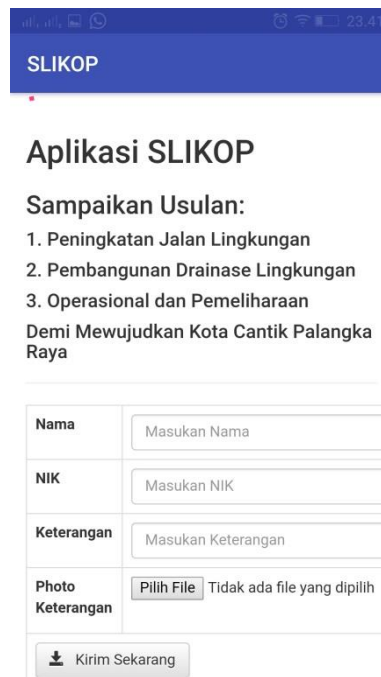 23.41
SLIKOP
Aplikasi SLIKOP
Sampaikan Usulan:
1. Peningkatan Jalan Lingkungan
2. Pembangunan Drainase Lingkungan
3. Operasional dan Pemeliharaan
Demi Mewujudkan Kota Cantik Palangka
Raya
Nama
Masukan Nama
NIK
Masukan NIK
Keterangan
Masukan Keterangan
Photo
Keterangan
Pilih File Tidak ada file yang dipilih
Kirim Sekarang